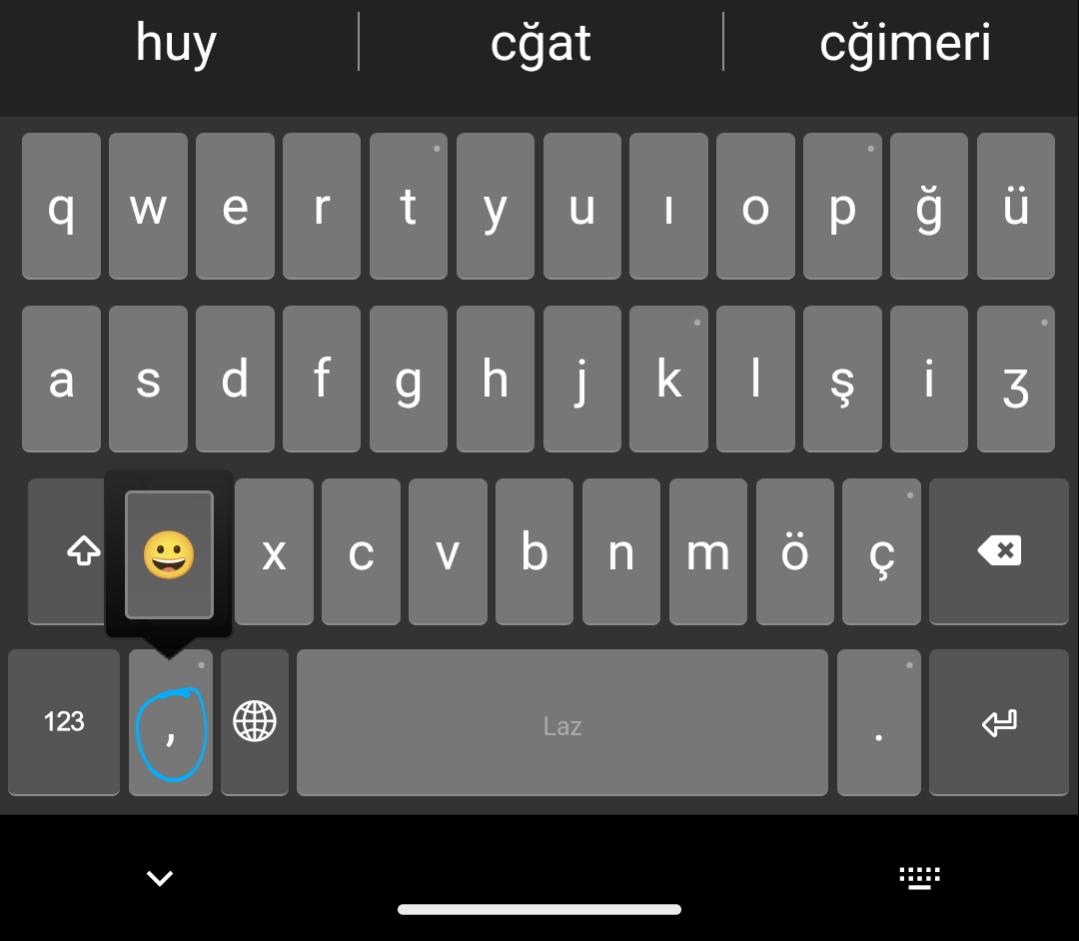 huy cğat cğimeri
q w e r t y u ı o p ğ ü
a s d f g h j k l ş i ʒ
x c v b n m ö ç
123 , Laz .